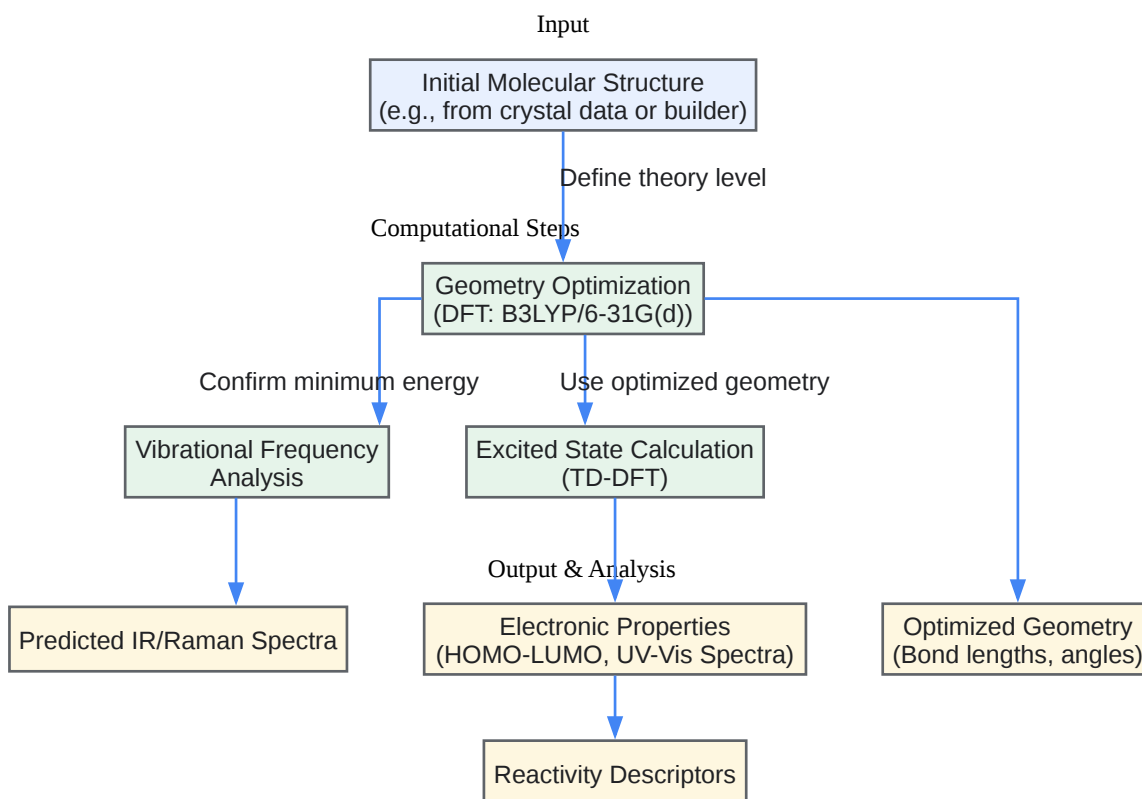 Input
Initial Molecular Structure
(e.g., from crystal data or builder)
Define theory level
Computational Steps
Geometry Optimization
(DFT: B3LYP/6-31G(d))
Confirm minimum energy
Use optimized geometry
Vibrational Frequency
Analysis
Excited State Calculation
(TD-DFT)
Output & Analysis
Predicted IR/Raman Spectra
Electronic Properties
(HOMO-LUMO, UV-Vis Spectra)
Optimized Geometry
(Bond lengths, angles)
Reactivity Descriptors